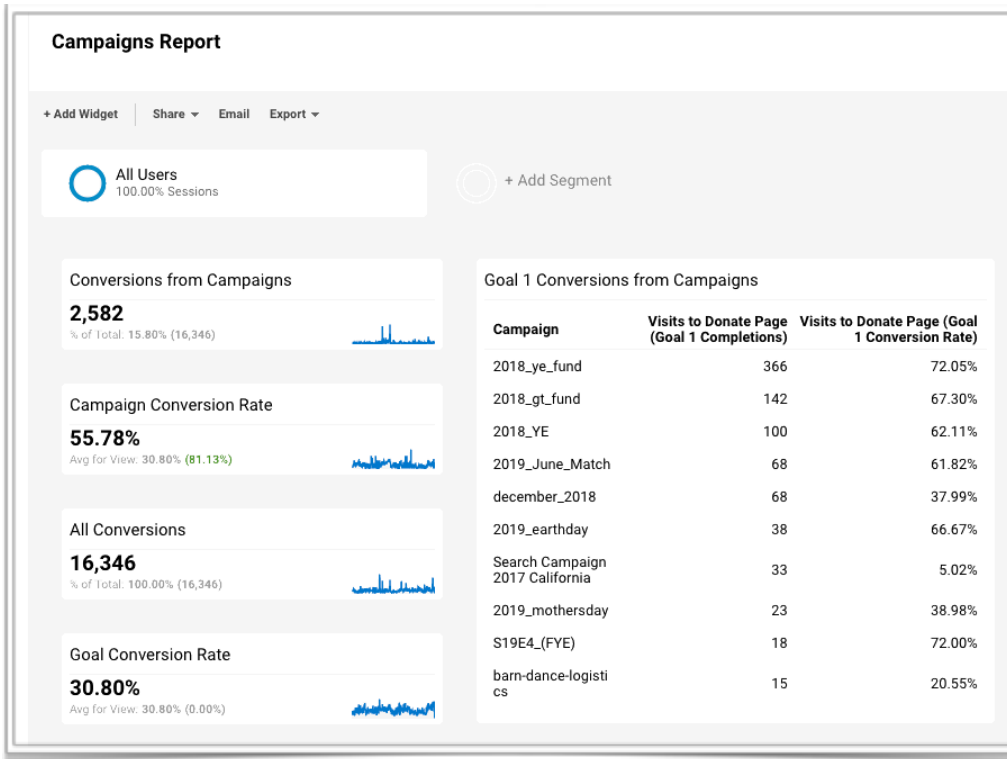 Campaigns Report
+ Add Widget Share Email Export
All Users
100.00% Sessions
+ Add Segment
Conversions from Campaigns
2,582
% of Total: 15.80% (16,346)
Campaign Conversion Rate
55.78%
Avg for View: 30.80% (81.13%)
All Conversions
16,346
% of Total: 100.00% (16,346)
Goal Conversion Rate
30.80%
Avg for View: 30.80% (0.00%)
Goal 1 Conversions from Campaigns
Campaign Visits to Donate Page (Goal 1 Completions) Visits to Donate Page (Goal 1 Conversion Rate)
2018_ye_fund 366 72.05%
2018_gt_fund 142 67.30%
2018_YE 100 62.11%
2019_June_Match 68 61.82%
december_2018 68 37.99%
2019_earthday 38 66.67%
Search Campaign
2017 California 33 5.02%
2019_mothersday 23 38.98%
S19E4_(FYE) 18 72.00%
barn-dance-logisti
cs 15 20.55%